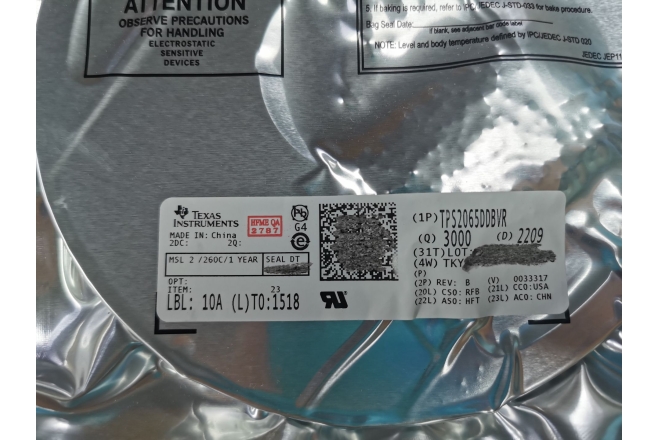 ATTENTION
OBSERVE PRECAUTIONS
FOR HANDLING
ELECTROSTATIC
SENSITIVE
DEVICES
5. If baking is required, refer to IPC/JEDEC J-STD-033 for bake procedure.
Bag Seal Date:
If blank, see adjacent bar code label
NOTE: Level and body temperature defined by IPC/JEDEC J-STD 020
JEDEC JEP11
TEXAS
INSTRUMENTS
MADE IN: China
2DC: 2Q:
HPME QA
2787
Pb
G4
e
MSL 2 /260C/1 YEAR
SEAL DT
OPT:
ITEM: 23
LBL: 10A (L)T0:1518
(1P)TPS2065DDBVR
(Q) 3000 (D) 2209
(31T)LOT:
(4W) TKY
(P)
(2P) REV: B (V) 0033317
(20L) CSO: RFB (21L) CCO:USA
(22L) ASO: HFT (23L) ACO: CHN